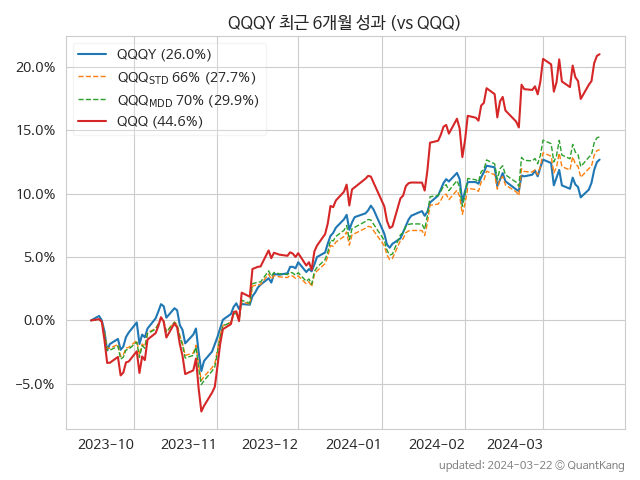 QQQY 최근 6개월 성과 (vs QQQ)
QQQY (26.0%)
QQQSTD 66% (27.7%)
QQQMDD 70% (29.9%)
QQQ (44.6%)
20.0%
15.0%
10.0%
5.0%
0.0%
−5.0%
2023−10
2023−11
2023−12
2024−01
2024−02
2024−03
updated: 2024−03−22 © QuantKang